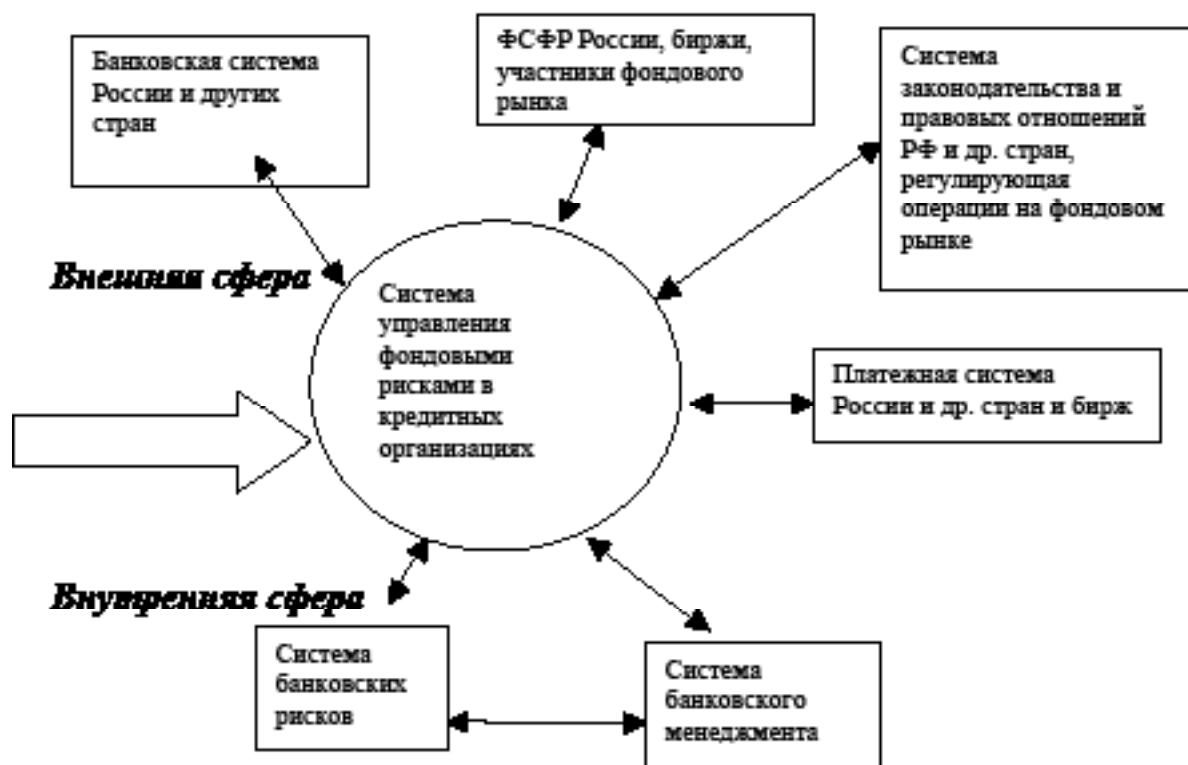 Банковская система
России и других
стран
ФСФР России, биржи,
участники фондового
рынка
Система
законодательства и
правовых отношений
РФ и др. стран,
регулирующая
операции на фондовом
рынке
Внешняя сфера
Система
управления
фондовыми
рисками в
кредитных
организациях
Платежная система
России и др. стран и бирж
Внутренняя сфера
Система
банковских
рисков
Система
банковского
менеджмента